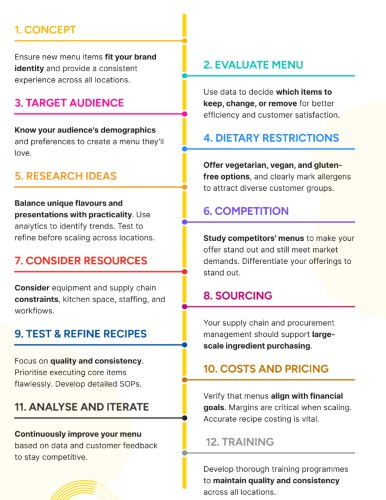 1. CONCEPT
Ensure new menu items fit your brand
identity and provide a consistent
experience across all locations.
2. EVALUATE MENU
Use data to decide which items to
keep, change, or remove for better
efficiency and customer satisfaction.
3. TARGET AUDIENCE
Know your audience's demographics
and preferences to create a menu they'll
love.
4. DIETARY RESTRICTIONS
Offer vegetarian, vegan, and gluten-
free options, and clearly mark allergens
to attract diverse customer groups.
5. RESEARCH IDEAS
Balance unique flavours and
presentations with practicality. Use
analytics to identify trends. Test to
refine before scaling across locations.
6. COMPETITION
Study competitors' menus to make your
offer stand out and still meet market
demands. Differentiate your offerings to
stand out.
7. CONSIDER RESOURCES
Consider equipment and supply chain
constraints, kitchen space, staffing, and
workflows.
8. SOURCING
Your supply chain and procurement
management should support large-
scale ingredient purchasing.
9. TEST & REFINE RECIPES
Focus on quality and consistency.
Prioritise executing core items
flawlessly. Develop detailed SOPs.
10. COSTS AND PRICING
Verify that menus align with financial
goals. Margins are critical when scaling.
Accurate recipe costing is vital.
11. ANALYSE AND ITERATE
Continuously improve your menu
based on data and customer feedback
to stay competitive.
12. TRAINING
Develop thorough training programmes
to maintain quality and consistency
across all locations.